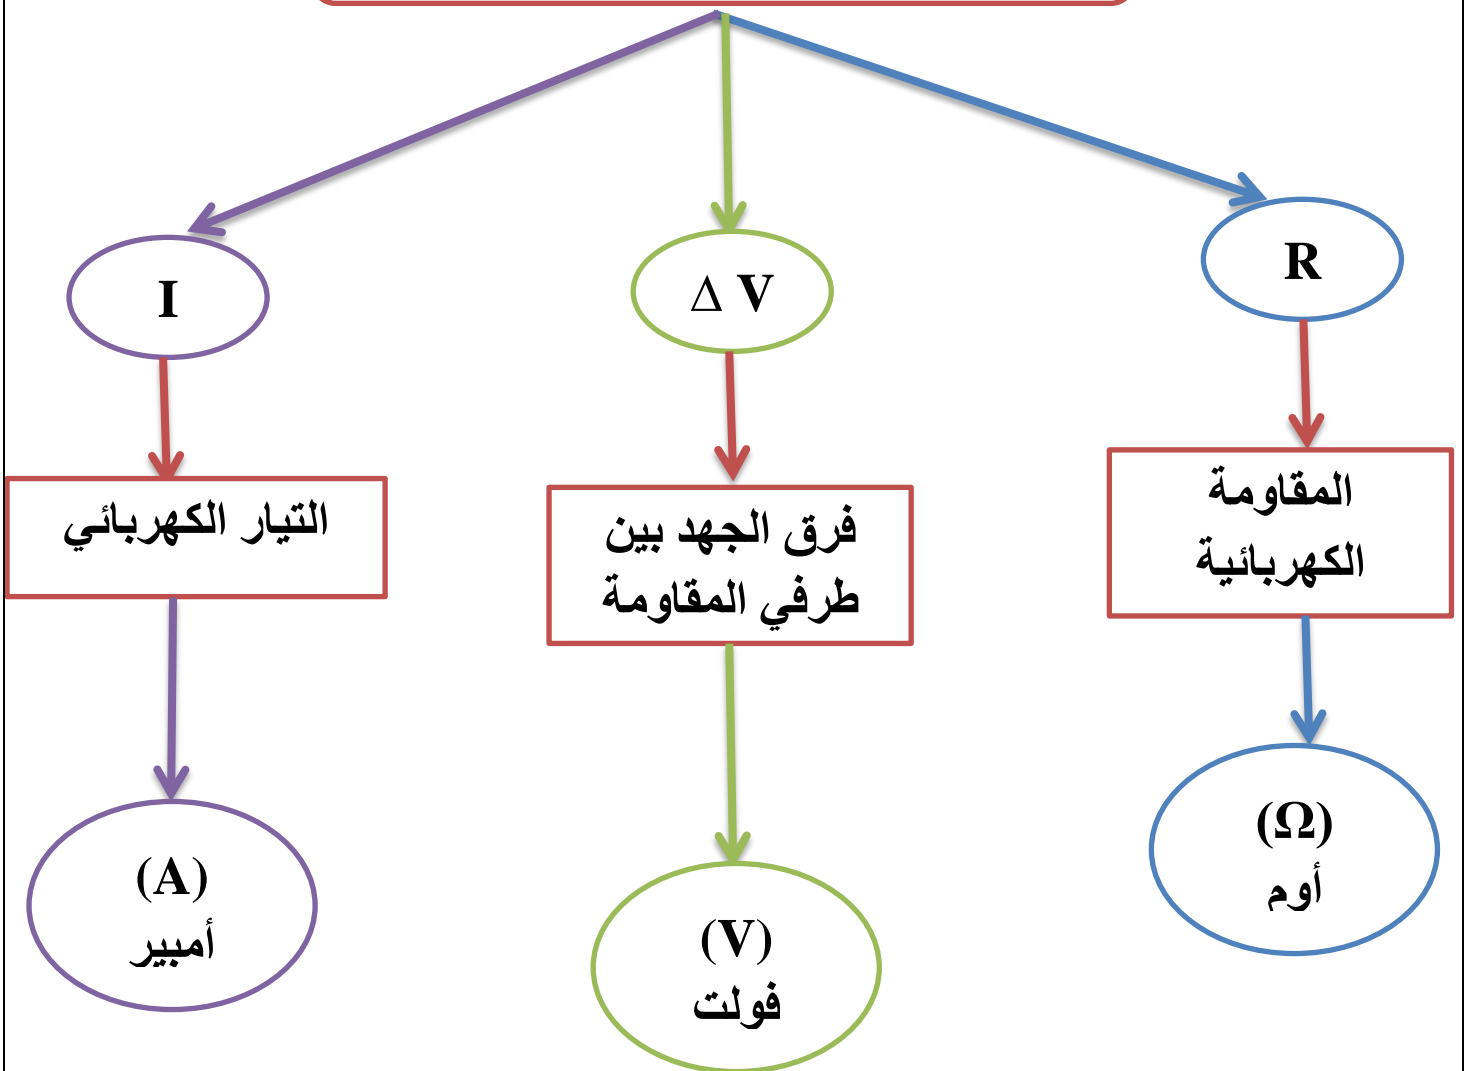 R
Δ V
I
المقاومة
الكهربائية
فرق الجهد بين
طرفي المقاومة
التيار الكهربائي
(Ω)
أوم
(V)
فولت
(A)
أمبير